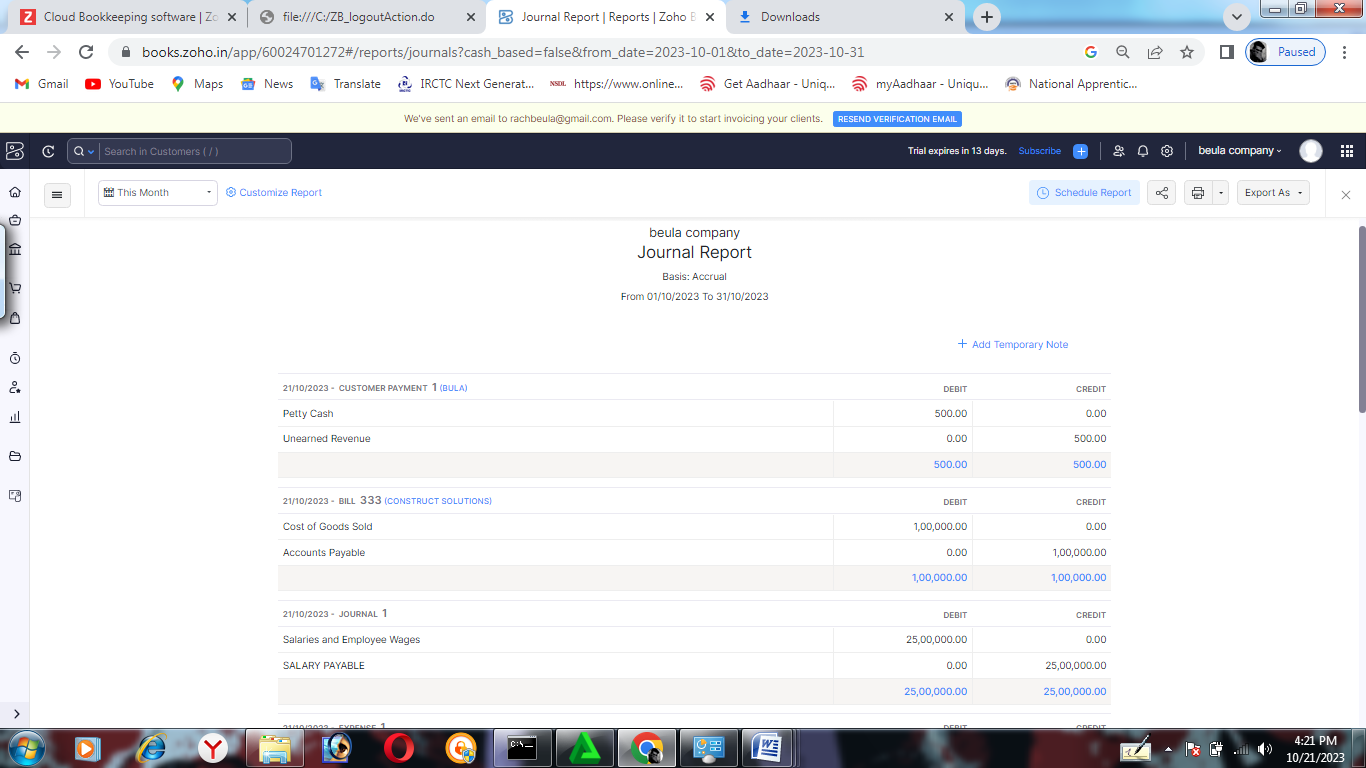 Cloud Bookkeeping software | Zo
file:///C:/ZB_logoutAction.do
Journal Report | Reports | Zoho B
Downloads
books.zoho.in/app/60024701272#/reports/journals?cash_based=false&from_date=2023-10-01&to_date=2023-10-31
Paused
Gmail
YouTube
Maps
News
Translate
IRCTC Next Generat...
NSDL
https://www.online...
Get Aadhaar - Uniq...
myAadhaar - Uniqu...
National Apprentic...
We've sent an email to rachbeula@gmail.com. Please verify it to start invoicing your clients. RESEND VERIFICATION EMAIL
Search in Customers ( / )
Trial expires in 13 days. Subscribe
beula company
This Month
Customize Report
Schedule Report
Export As
beula company
Journal Report
Basis: Accrual
From 01/10/2023 To 31/10/2023
+ Add Temporary Note
21/10/2023 - CUSTOMER PAYMENT 1 (BULA) DEBIT CREDIT
Petty Cash 500.00 0.00
Unearned Revenue 0.00 500.00
500.00 500.00
21/10/2023 - BILL 333 (CONSTRUCT SOLUTIONS) DEBIT CREDIT
Cost of Goods Sold 1,00,000.00 0.00
Accounts Payable 0.00 1,00,000.00
1,00,000.00 1,00,000.00
21/10/2023 - JOURNAL 1 DEBIT CREDIT
Salaries and Employee Wages 25,00,000.00 0.00
SALARY PAYABLE 0.00 25,00,000.00
25,00,000.00 25,00,000.00
21/10/2023 - EXPENSE 1 DEBIT CREDIT
4:21 PM
10/21/2023